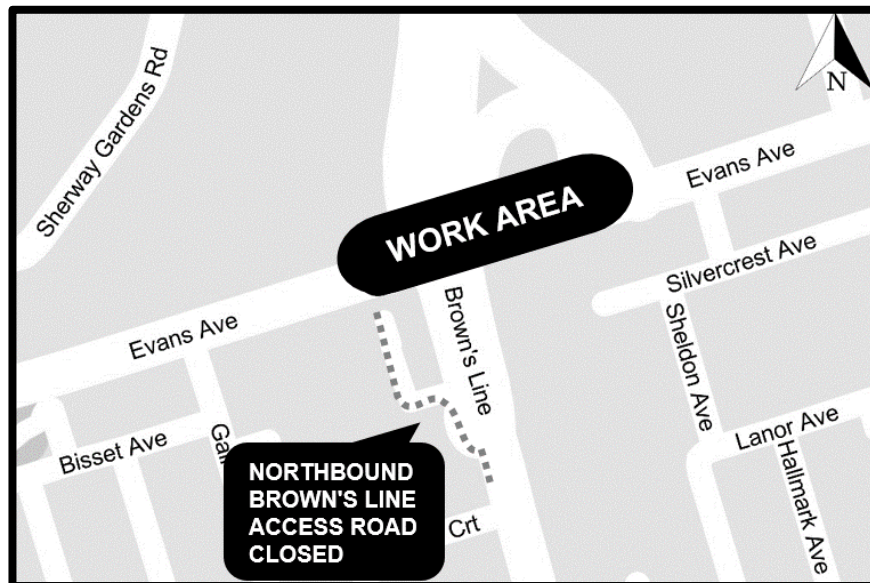 Sherway Gardens Rd
N
Evans Ave
WORK AREA
Silvercrest Ave
Evans Ave
Brown's Line
Sheldon Ave
Bisset Ave
Lanor Ave
Hallmark Ave
NORTHBOUND
BROWN'S LINE
ACCESS ROAD
CLOSED
Crt